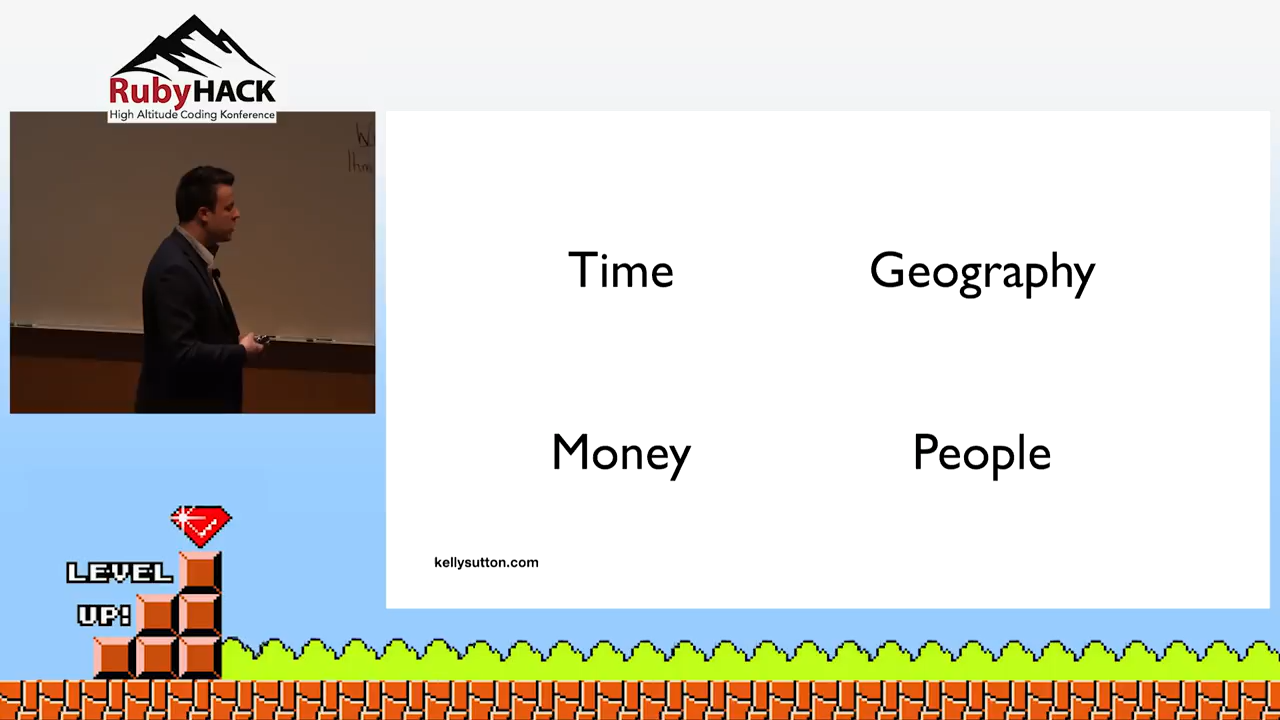 RubyHACK
High Altitude Coding Konference
Time
Geography
Money
People
kellysutton.com
LEVEL
UP!